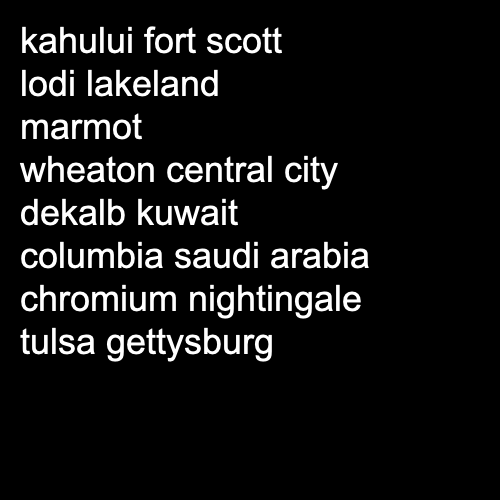 kahului fort scott
lodi lakeland
marmot
wheaton central city
dekalb kuwait
columbia saudi arabia
chromium nightingale
tulsa gettysburg